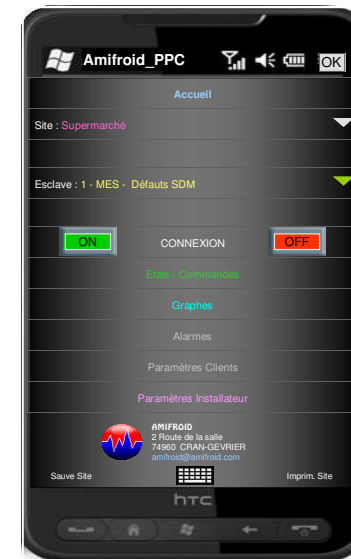 Amifroid_PPC OK
Accueil
Site : Supermarché
Esclave : 1 - MES - Défauts SDM
ON CONNEXION OFF
Etats / Commandes
Graphes
Alarmes
Paramètres Clients
Paramètres Installateur
AMIFROID
2 Route de la salle
74960 CRAN-GEVRIER
amifroid@amifroid.com
Sauve Site Imprim. Site
hTC